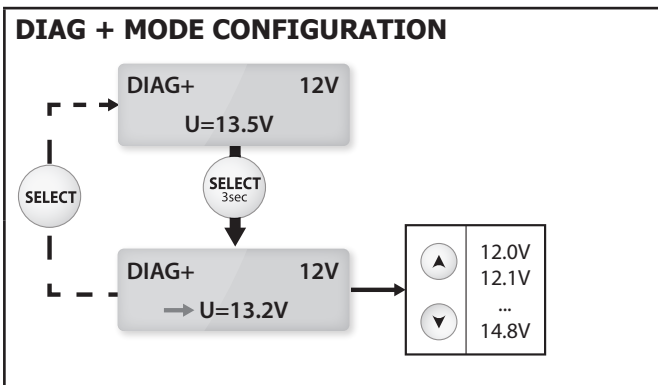 DIAG + MODE CONFIGURATION
DIAG+ 12V
U=13.5V
SELECT
SELECT
3sec
DIAG+ 12V
U=13.2V
12.0V
12.1V
...
14.8V